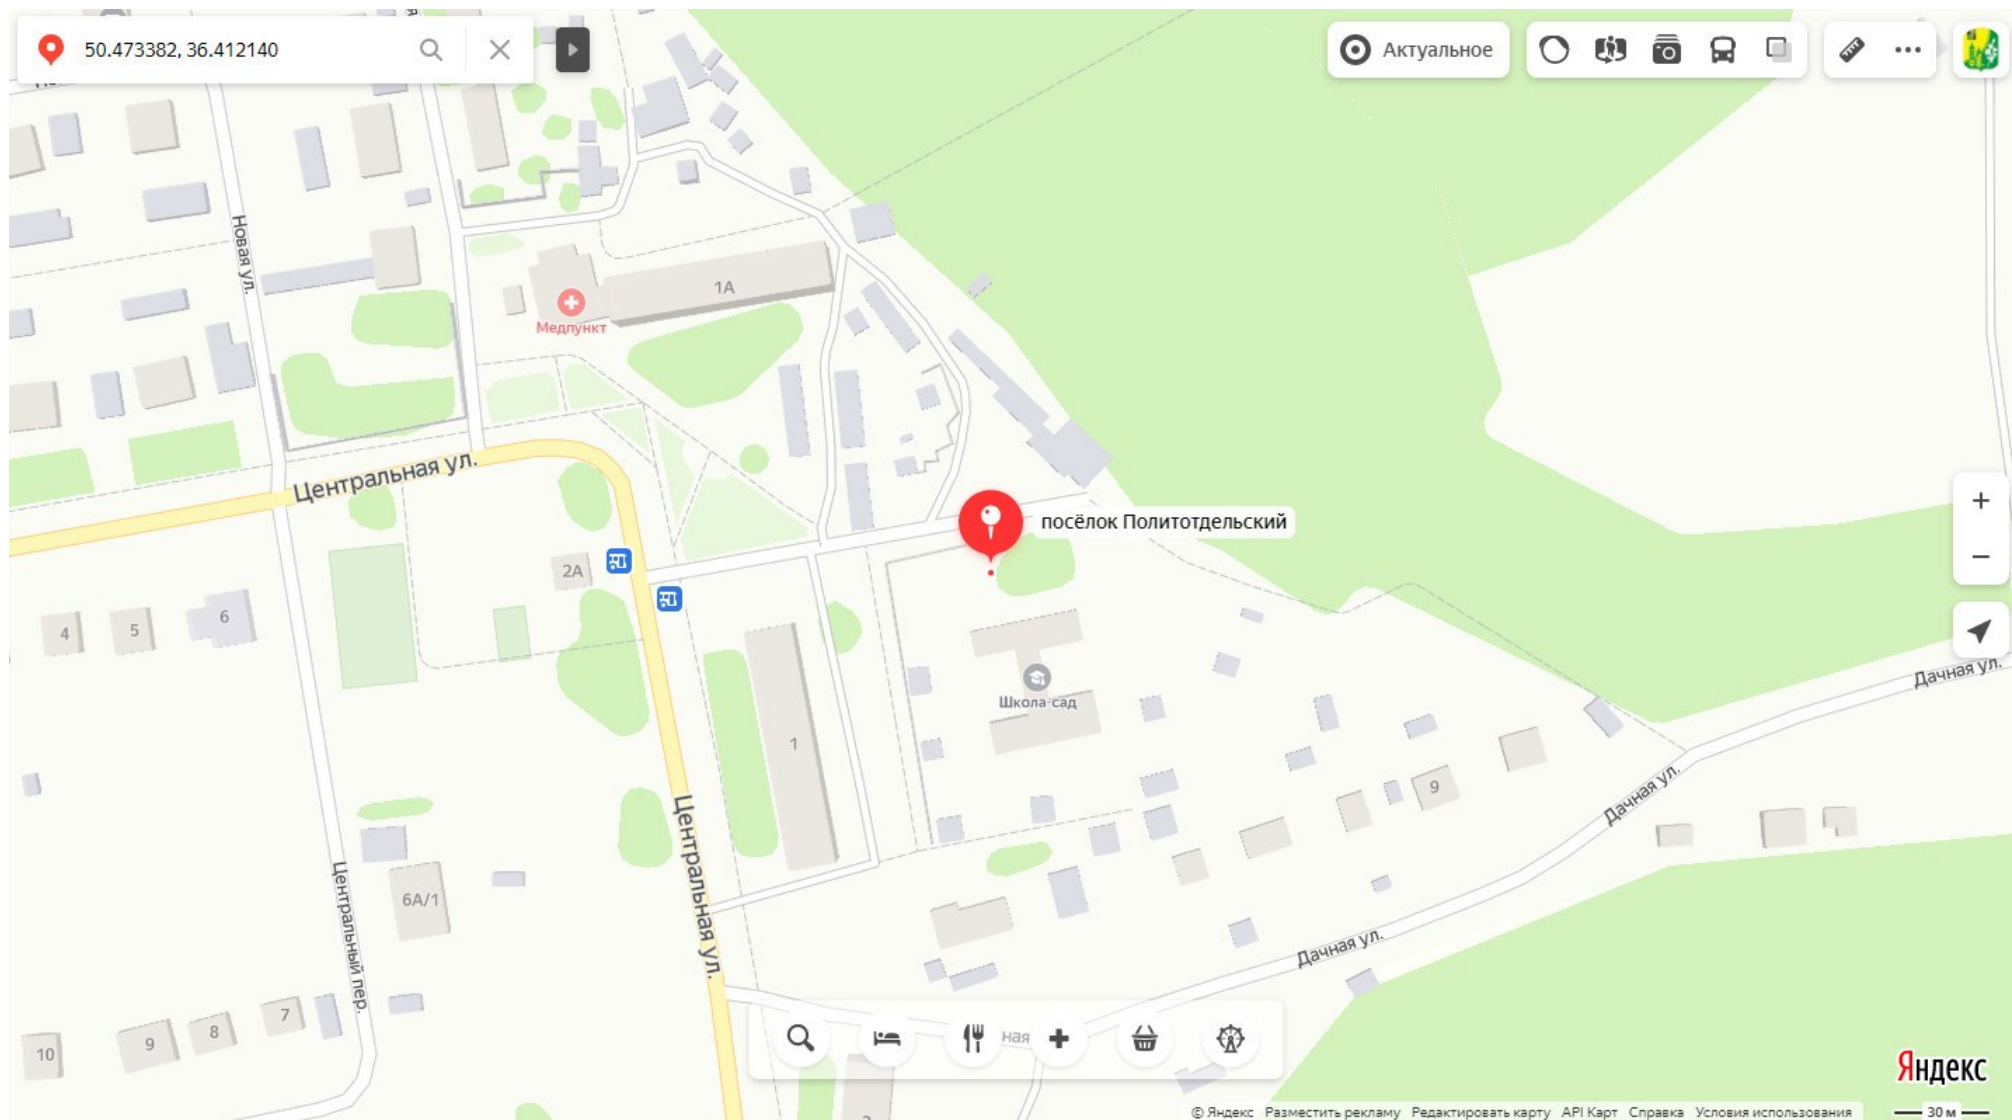 50.473382, 36.412140
Актуальное
Новая ул.
1А
Медпункт
Центральная ул.
посёлок Политотдельский
2А
4
5
6
Школа-сад
Дачная ул.
1
9
Дачная ул.
Центральная ул.
Центральный пер.
6А/1
Дачная ул.
7
8
9
10
ная
Яндекс
© Яндекс Разместить рекламу Редактировать карту API Карт Справка Условия использования
30 м